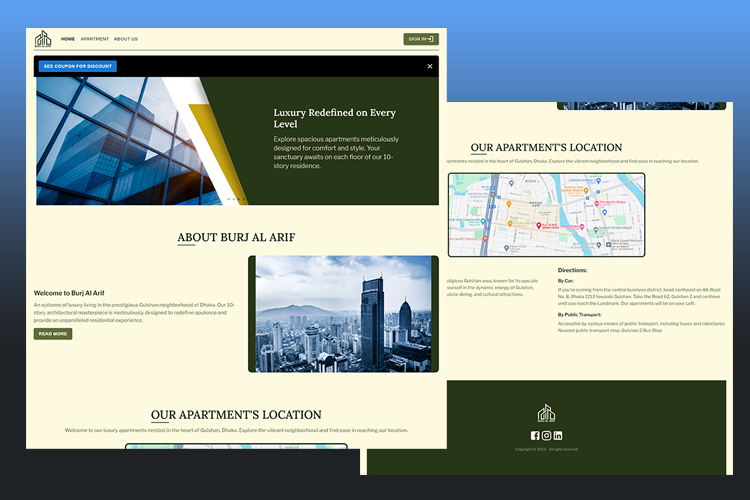 HOME APARTMENT ABOUT US SIGN IN
SEE COUPON FOR DISCOUNT
Luxury Redefined on Every
Level
Explore spacious apartments meticulously
designed for comfort and style. Your
sanctuary awaits on each floor of our 10-
story residence.
ABOUT BURJ AL ARIF
Welcome to Burj Al Arif
An epiteme of luxury living in the prestigious Gulshan neighborhood of Dhaka. Our 10-
story architectural masterpiece is meticulously designed to redefine opulence and
provide an unparalleled residential experience.
READ MORE
OUR APARTMENT'S LOCATION
Welcome to our luxury apartments nestled in the heart of Gulshan, Dhaka. Explore the vibrant neighborhood and find ease in reaching our location.
OUR APARTMENT'S LOCATION
artments nestled in the heart of Gulshan, Dhaka. Explore the vibrant neighborhood and find ease in reaching our location.
stigious Gulshan area, known for its upscale
ourself in the dynamic energy of Gulshan,
uisite dining, and cultural attractions.
Directions:
By Car:
If you're coming from the central business district, head northeast on 86 Road
No. 8, Dhaka 1213 towards Gulshan. Take the Road 62, Gulshan 2 and continue
until you reach the Landmark. Our apartments will be on your Left.
By Public Transport:
Accessible by various modes of public transport, including buses and rideshares.
Nearest public transport stop: Gulshan 2 Bus Stop
Copyright © 2023 - All right reserved